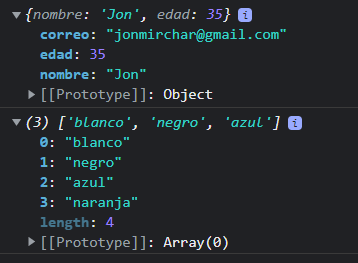 ▼{nombre: 'Jon', edad: 35} i
correo: "jonmirchar@gmail.com"
edad: 35
nombre: "Jon"
▶[[Prototype]]: Object
▼(3) ['blanco', 'negro', 'azul'] i
0: "blanco"
1: "negro"
2: "azul"
3: "naranja"
length: 4
▶[[Prototype]]: Array(0)